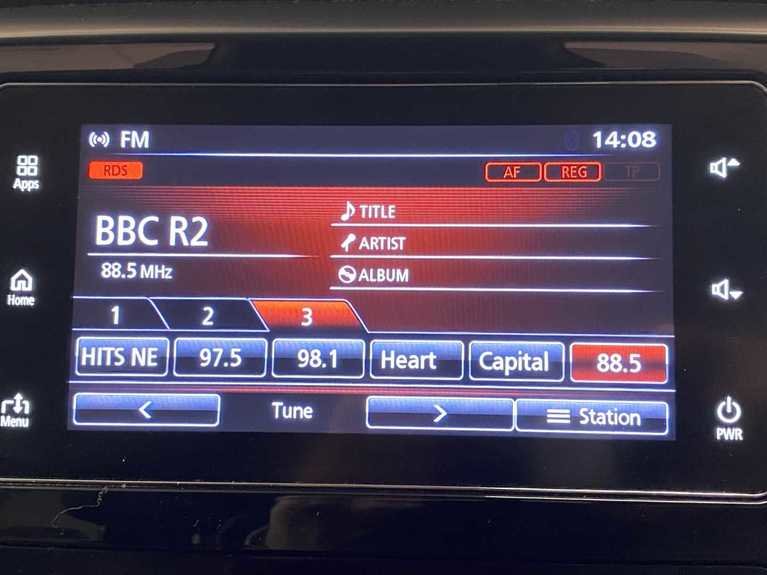 FM 14:08
RDS AF REG TP
Apps
BBC R2
88.5 MHz
TITLE
ARTIST
ALBUM
Home
1 2 3
HITS NE 97.5 98.1 Heart Capital 88.5
< Tune > Station
Menu
PWR